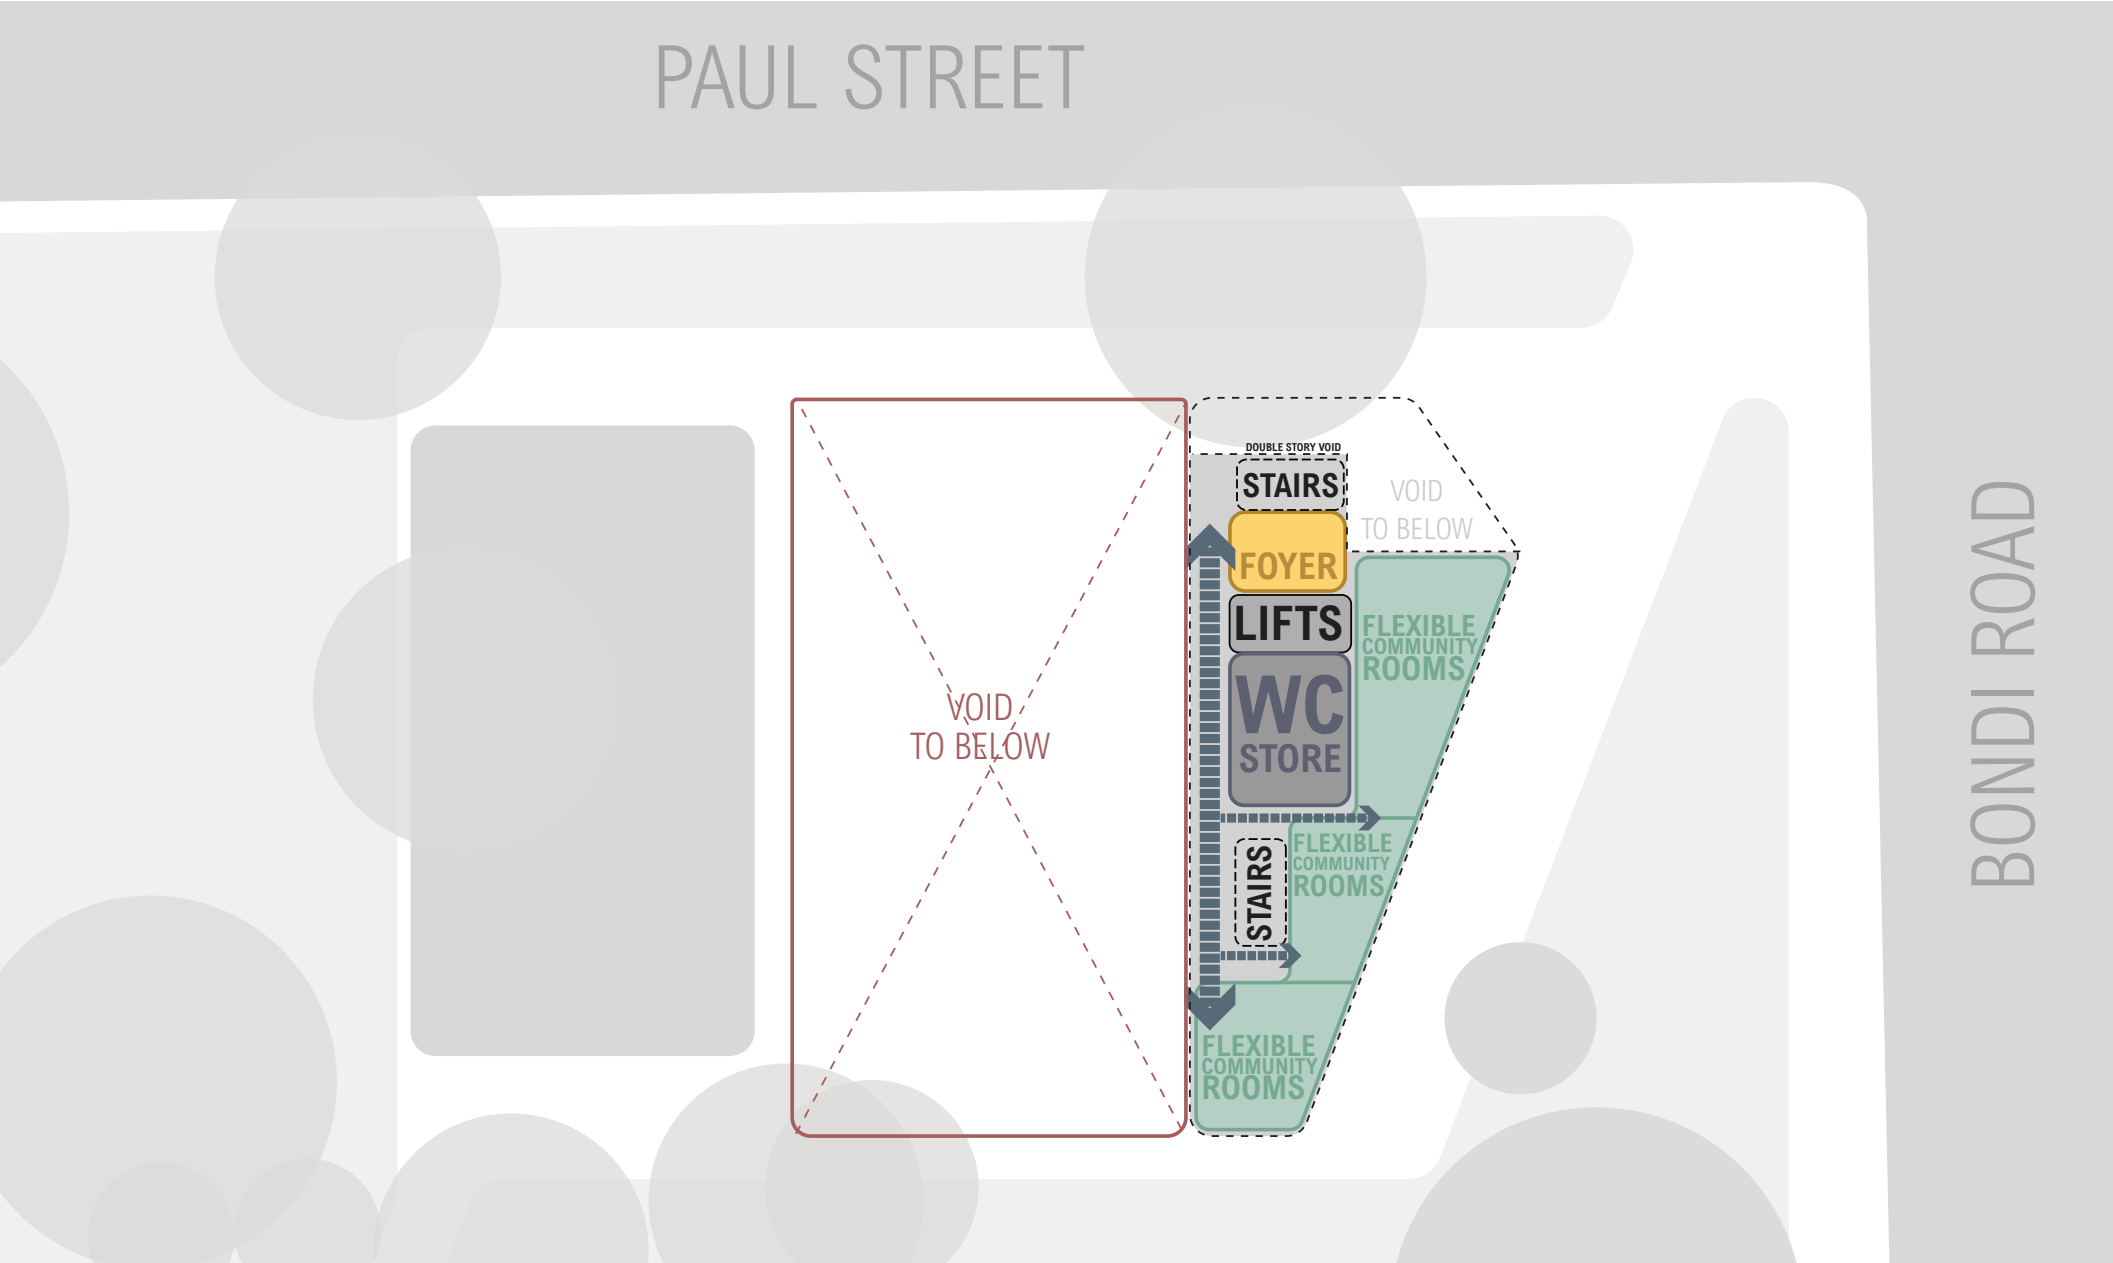 PAUL STREET
DOUBLE STORY VOID
STAIRS
VOID
TO BELOW
FOYER
LIFTS
FLEXIBLE
COMMUNITY
ROOMS
WC
STORE
VOID
TO BELOW
FLEXIBLE
COMMUNITY
ROOMS
STAIRS
FLEXIBLE
COMMUNITY
ROOMS
BONDI ROAD